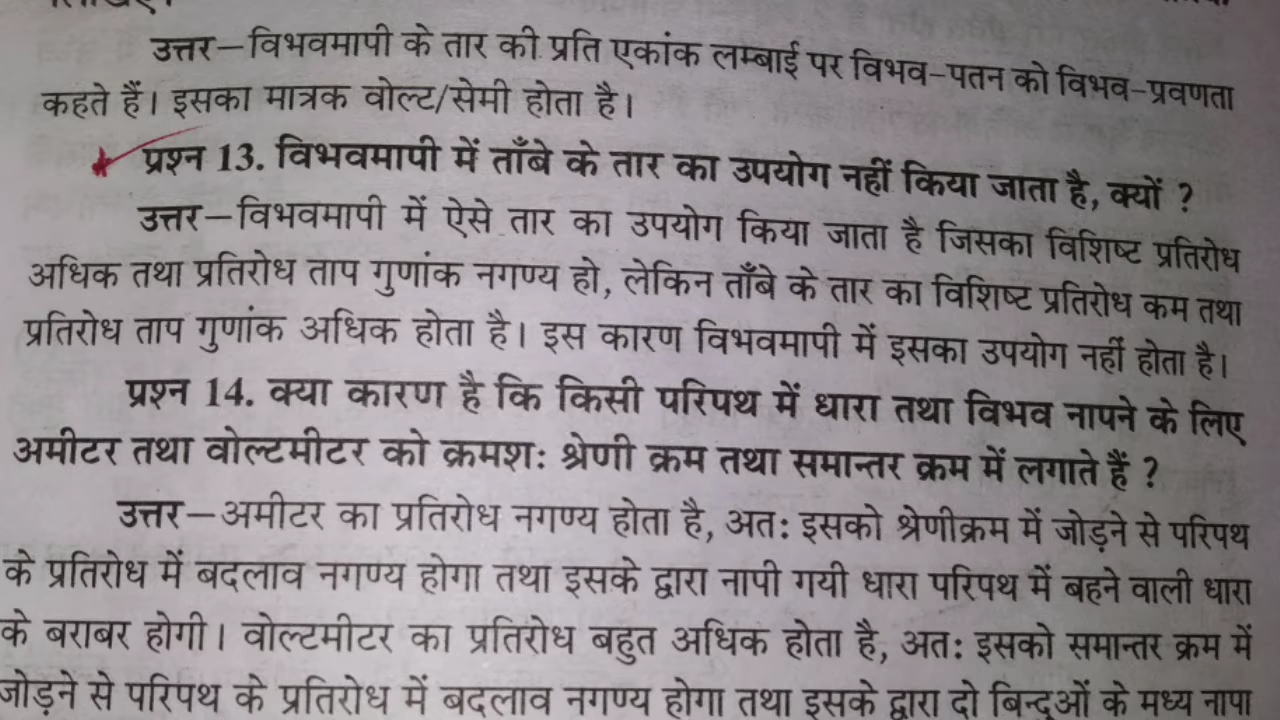 उत्तर–विभवमापी के तार की प्रति एकांक लम्बाई पर विभव-पतन को विभव-प्रवणता
कहते हैं। इसका मात्रक वोल्ट/सेमी होता है।
प्रश्न 13. विभवमापी में ताँबे के तार का उपयोग नहीं किया जाता है, क्यों ?
उत्तर–विभवमापी में ऐसे तार का उपयोग किया जाता है जिसका विशिष्ट प्रतिरोध
अधिक तथा प्रतिरोध ताप गुणांक नगण्य हो, लेकिन ताँबे के तार का विशिष्ट प्रतिरोध कम तथा
प्रतिरोध ताप गुणांक अधिक होता है। इस कारण विभवमापी में इसका उपयोग नहीं होता है।
प्रश्न 14. क्या कारण है कि किसी परिपथ में धारा तथा विभव नापने के लिए
अमीटर तथा वोल्टमीटर को क्रमशः श्रेणी क्रम तथा समान्तर क्रम में लगाते हैं ?
उत्तर–अमीटर का प्रतिरोध नगण्य होता है, अतः इसको श्रेणीक्रम में जोड़ने से परिपथ
के प्रतिरोध में बदलाव नगण्य होगा तथा इसके द्वारा नापी गयी धारा परिपथ में बहने वाली धारा
के बराबर होगी। वोल्टमीटर का प्रतिरोध बहुत अधिक होता है, अतः इसको समान्तर क्रम में
जोड़ने से परिपथ के प्रतिरोध में बदलाव नगण्य होगा तथा इसके द्वारा दो बिन्दुओं के मध्य नापा